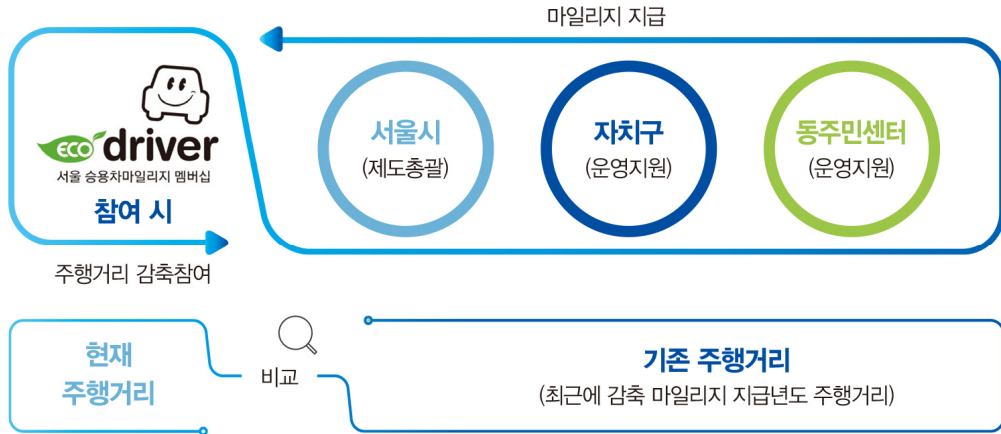 마일리지 지급
eco driver
서울 승용차마일리지 멤버십
참여 시
주행거리 감축참여
서울시
(제도총괄)
자치구
(운영지원)
동주민센터
(운영지원)
현재
주행거리
비교
기존 주행거리
(최근에 감축 마일리지 지급년도 주행거리)